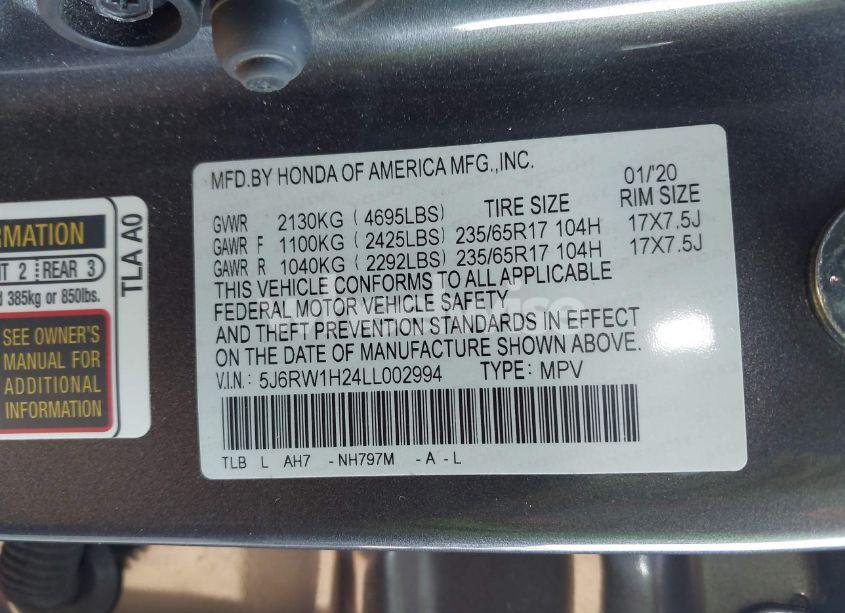 MFD.BY HONDA OF AMERICA MFG.,INC. 01/'20
TIRE SIZE RIM SIZE
GVWR 2130KG ( 4695LBS)
GAWR F 1100KG ( 2425LBS) 235/65R17 104H 17X7.5J
GAWR R 1040KG ( 2292LBS) 235/65R17 104H 17X7.5J
THIS VEHICLE CONFORMS TO ALL APPLICABLE
FEDERAL MOTOR VEHICLE SAFETY
AND THEFT PREVENTION STANDARDS IN EFFECT
ON THE DATE OF MANUFACTURE SHOWN ABOVE.
V.I.N: 5J6RW1H24LL002994 TYPE: MPV
TLB L AH7 -NH797M -A-L
TLA A0
2 REAR 3
385kg or 850lbs.
SEE OWNER'S
MANUAL FOR
ADDITIONAL
INFORMATION